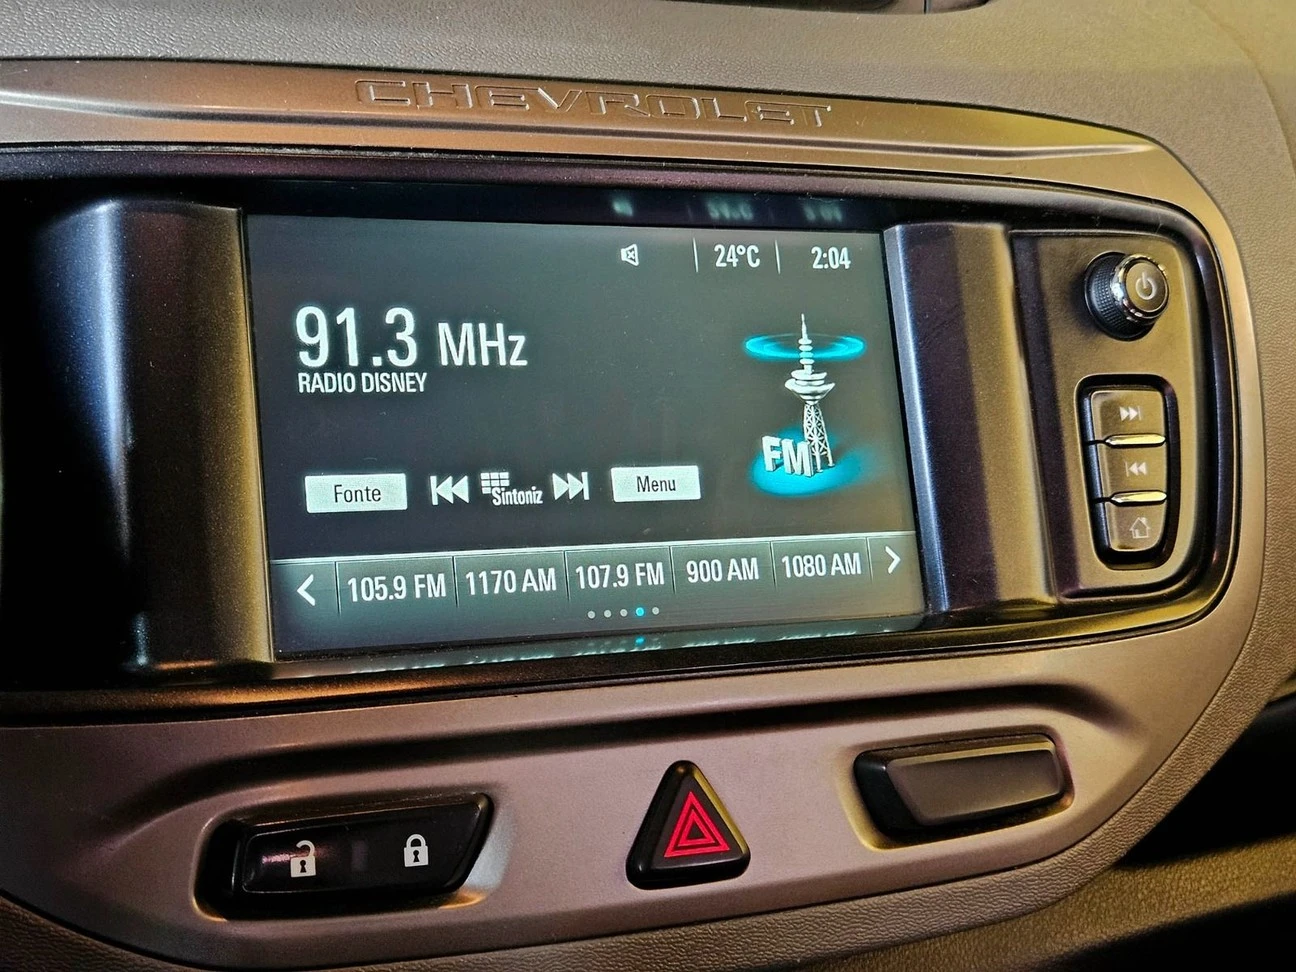 CHEVROLET
24°C 2:04
91.3 MHz
RADIO DISNEY
FM
Fonte Sintoniz Menu
105.9 FM 1170 AM 107.9 FM 900 AM 1080 AM